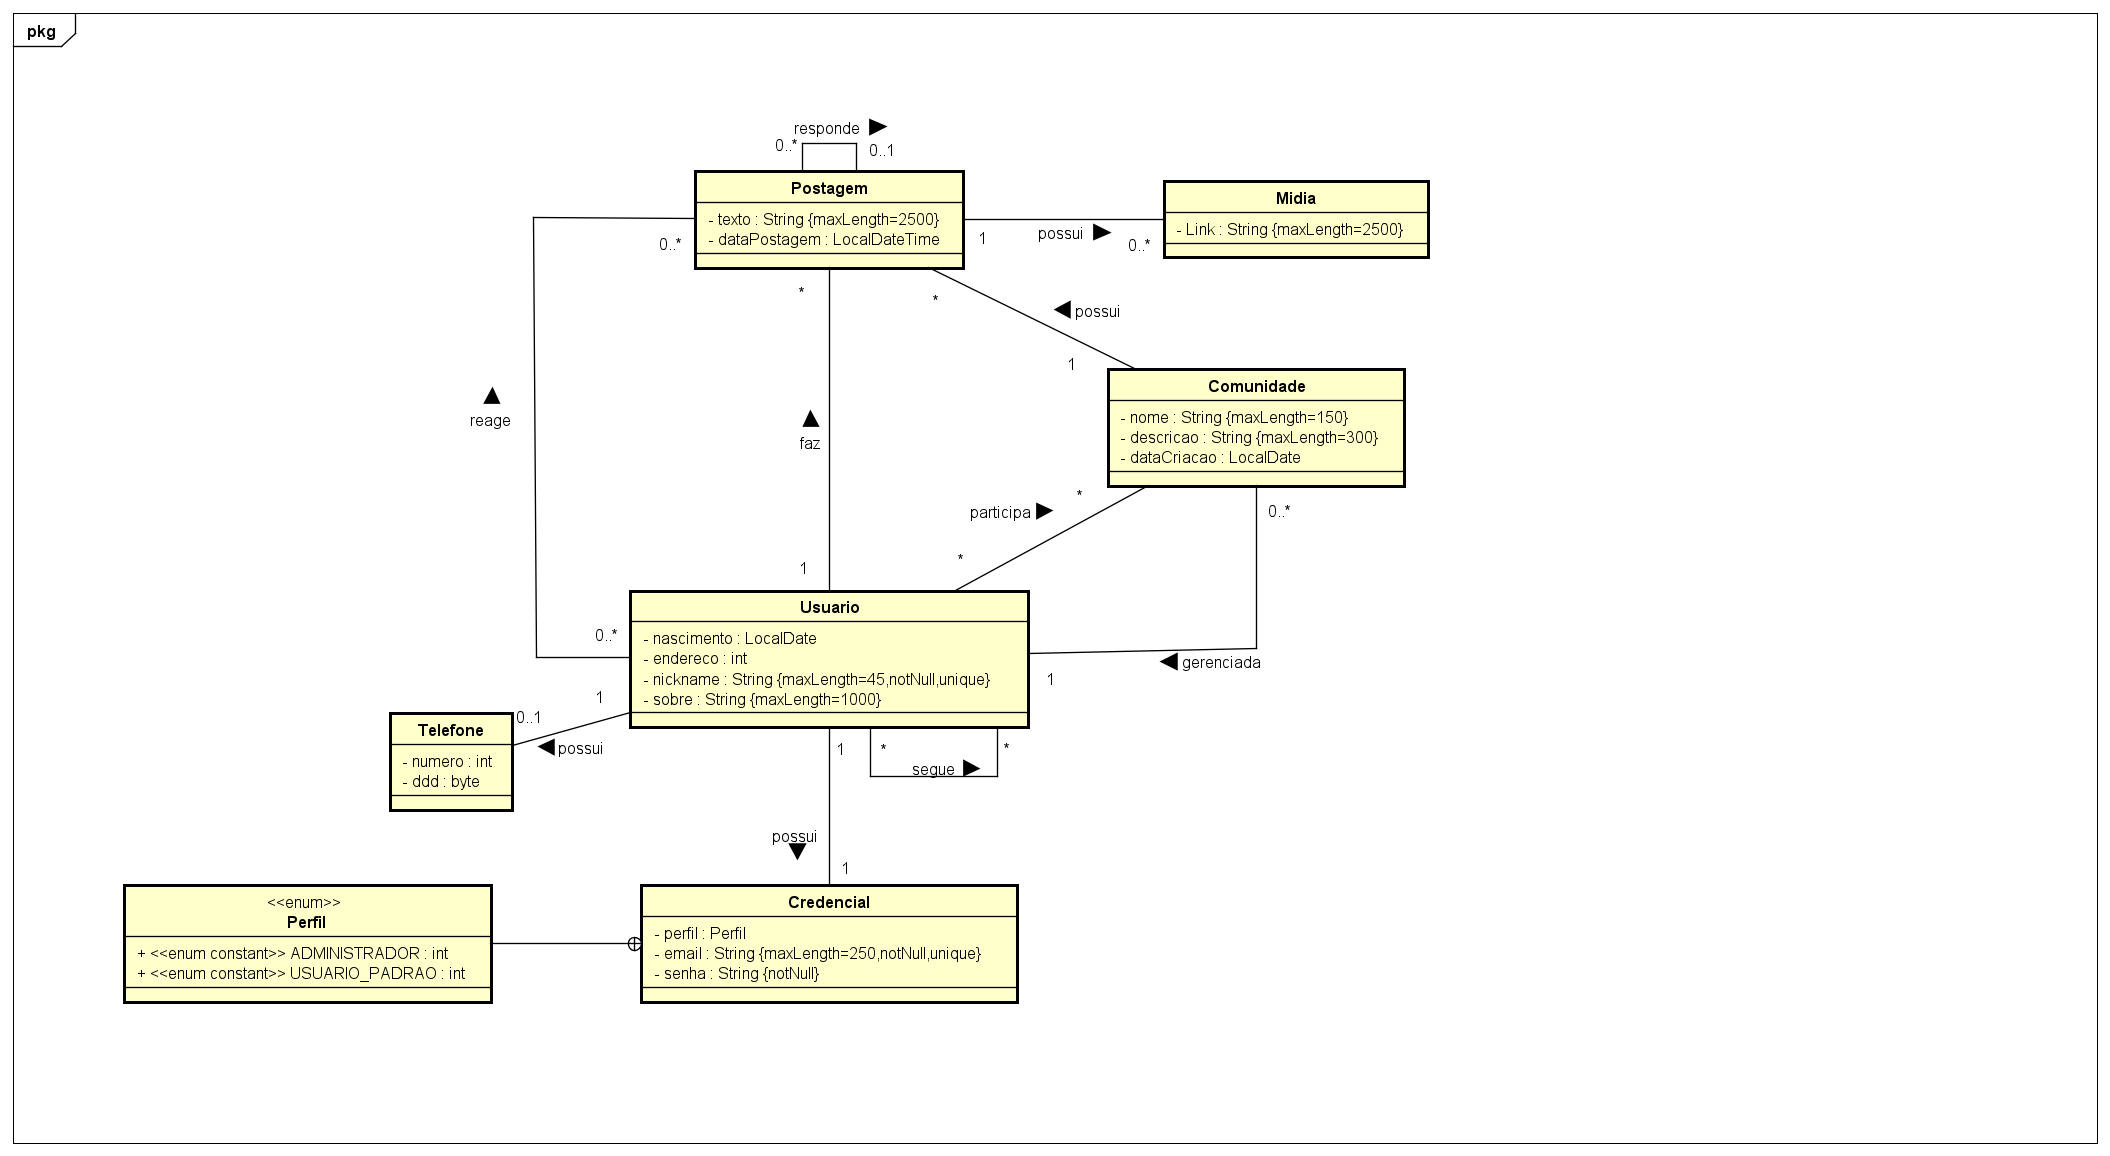 pkg
responde
0..*
0..1
Postagem
- texto : String {maxLength=2500}
- dataPostagem : LocalDateTime
0..*
1
possui
0..*
Midia
- Link : String {maxLength=2500}
*
*
possui
1
reage
faz
Comunidade
- nome : String {maxLength=150}
- descricao : String {maxLength=300}
- dataCriacao : LocalDate
*
participa
0..*
*
1
Usuario
- nascimento : LocalDate
- endereco : int
- nickname : String {maxLength=45,notNull,unique}
- sobre : String {maxLength=1000}
0..*
gerenciada
1
1
0..1
possui
Telefone
- numero : int
- ddd : byte
1
*
*
segue
possui
1
<<enum>>
Perfil
+ <<enum constant>> ADMINISTRADOR : int
+ <<enum constant>> USUARIO_PADRAO : int
Credencial
- perfil : Perfil
- email : String {maxLength=250,notNull,unique}
- senha : String {notNull}